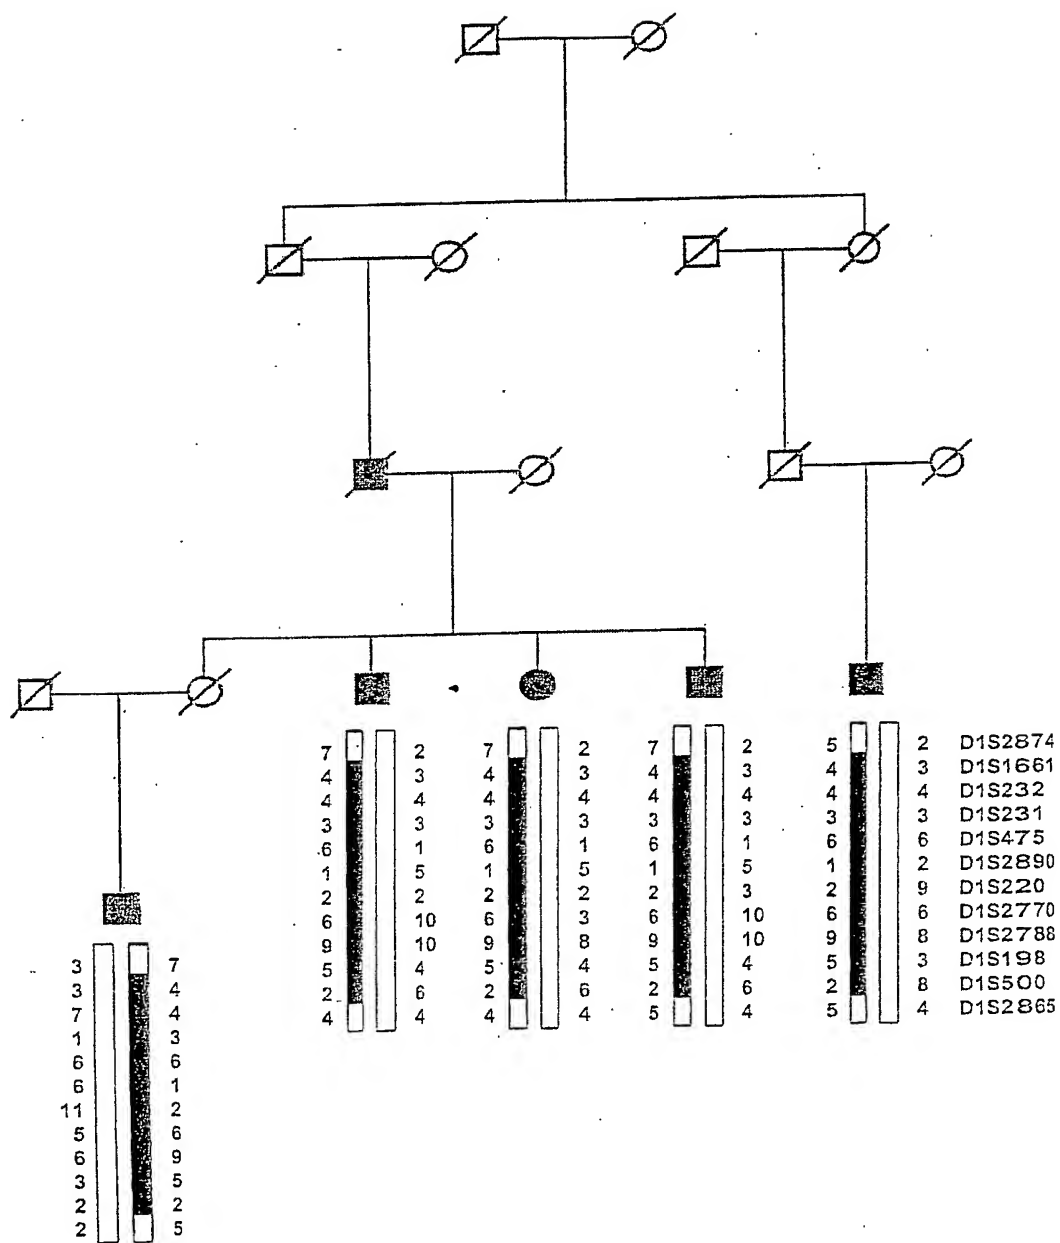 7 2 7 2 7 2 5 2 D1S2874
4 3 4 3 4 3 4 3 D1S1661
4 4 4 4 4 4 4 4 D1S232
3 3 3 3 3 3 3 3 D1S231
6 1 6 1 6 1 6 6 D1S475
1 5 1 5 1 5 1 2 D1S2890
2 2 2 2 2 3 2 9 D1S220
6 10 6 3 6 10 6 6 D1S2770
9 10 9 8 9 10 9 8 D1S2788
5 4 5 4 5 4 5 3 D1S198
2 6 2 6 2 6 2 8 D1S500
4 4 4 4 5 4 5 4 D1S2865
3 7
3 4
7 4
1 3
6 6
6 1
11 2
5 6
6 9
3 5
2 2
2 5